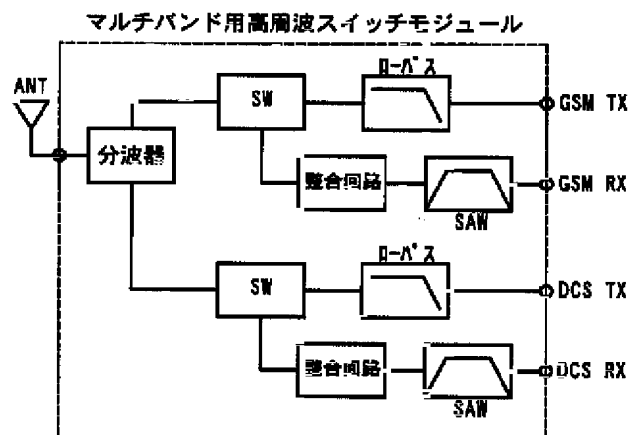 マルチバンド用高周波スイッチモジュール
ANT
分波器
SW
ローパス
GSM TX
整合回路
SAW
GSM RX
SW
ローパス
DCS TX
整合回路
SAW
DCS RX